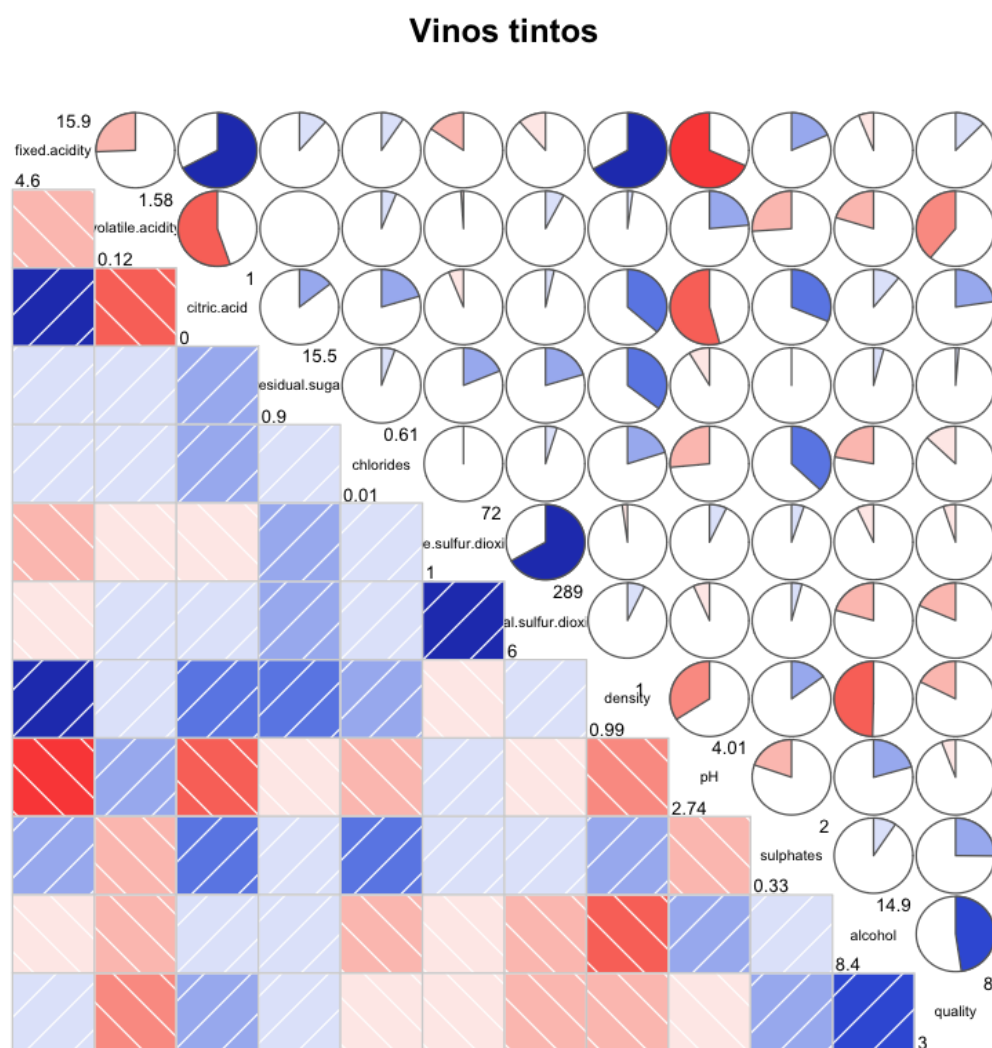 Vinos tintos
15.9
fixed.acidity
4.6
1.58
volatile.acidity
0.12
1
citric.acid
0
15.5
esidual.suga
0.9
0.61
chlorides
0.01
72
e.sulfur.dioxi
1
289
al.sulfur.dioxi
6
1
density
0.99
4.01
pH
2.74
2
sulphates
0.33
14.9
alcohol
8.4
8
quality
3